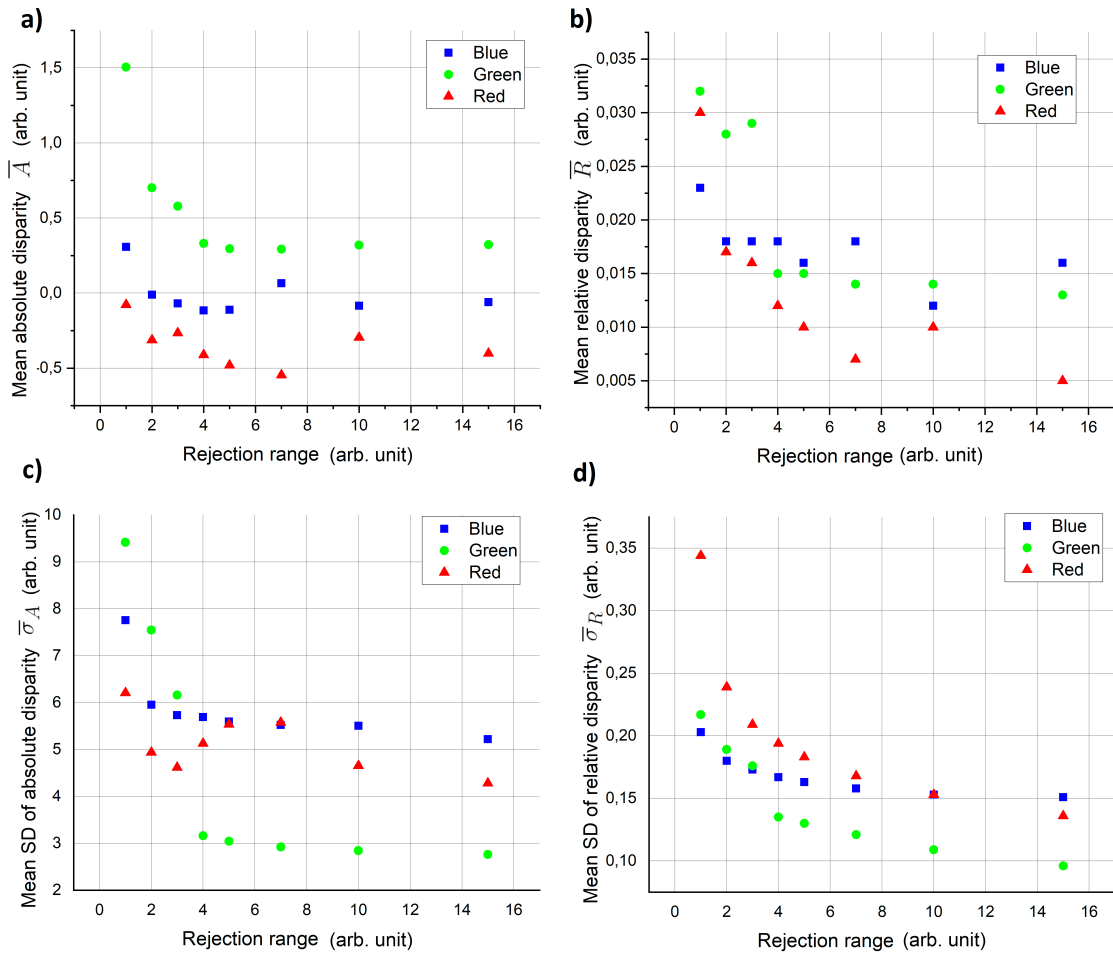 a)
Mean absolute disparity A (arb. unit)
1,5
1,0
0,5
0,0
-0,5
Blue
Green
Red
0 2 4 6 8 10 12 14 16
Rejection range (arb. unit)
b)
Mean relative disparity R (arb. unit)
0,035
0,030
0,025
0,020
0,015
0,010
0,005
Blue
Green
Red
0 2 4 6 8 10 12 14 16
Rejection range (arb. unit)
c)
Mean SD of absolute disparity σ_A (arb. unit)
10
9
8
7
6
5
4
3
2
Blue
Green
Red
0 2 4 6 8 10 12 14 16
Rejection range (arb. unit)
d)
Mean SD of relative disparity σ_R (arb. unit)
0,35
0,30
0,25
0,20
0,15
0,10
Blue
Green
Red
0 2 4 6 8 10 12 14 16
Rejection range (arb. unit)